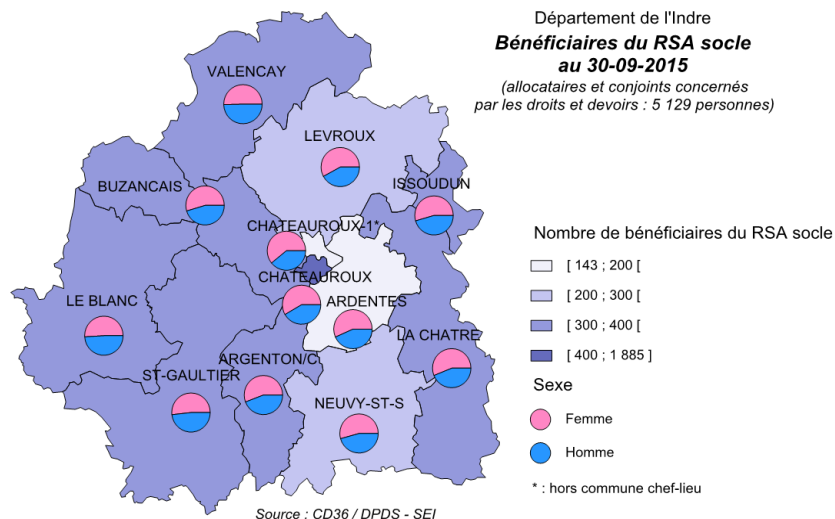 Département de l'Indre
Bénéficiaires du RSA socle
au 30-09-2015
(allocataires et conjoints concernés
par les droits et devoirs : 5 129 personnes)
VALENCAY
LEVROUX
BUZANCAIS
ISSOUDUN
CHATEAUROUX-1*
CHATEAUROUX
LE BLANC
ARDENTES
LA CHATRE
ARGENTON/C
ST-GAULTIER
NEUVY-ST-S
Nombre de bénéficiaires du RSA socle
[ 143 ; 200 [
[ 200 ; 300 [
[ 300 ; 400 [
[ 400 ; 1 885 ]
Sexe
Femme
Homme
* : hors commune chef-lieu
Source : CD36 / DPDS - SEI